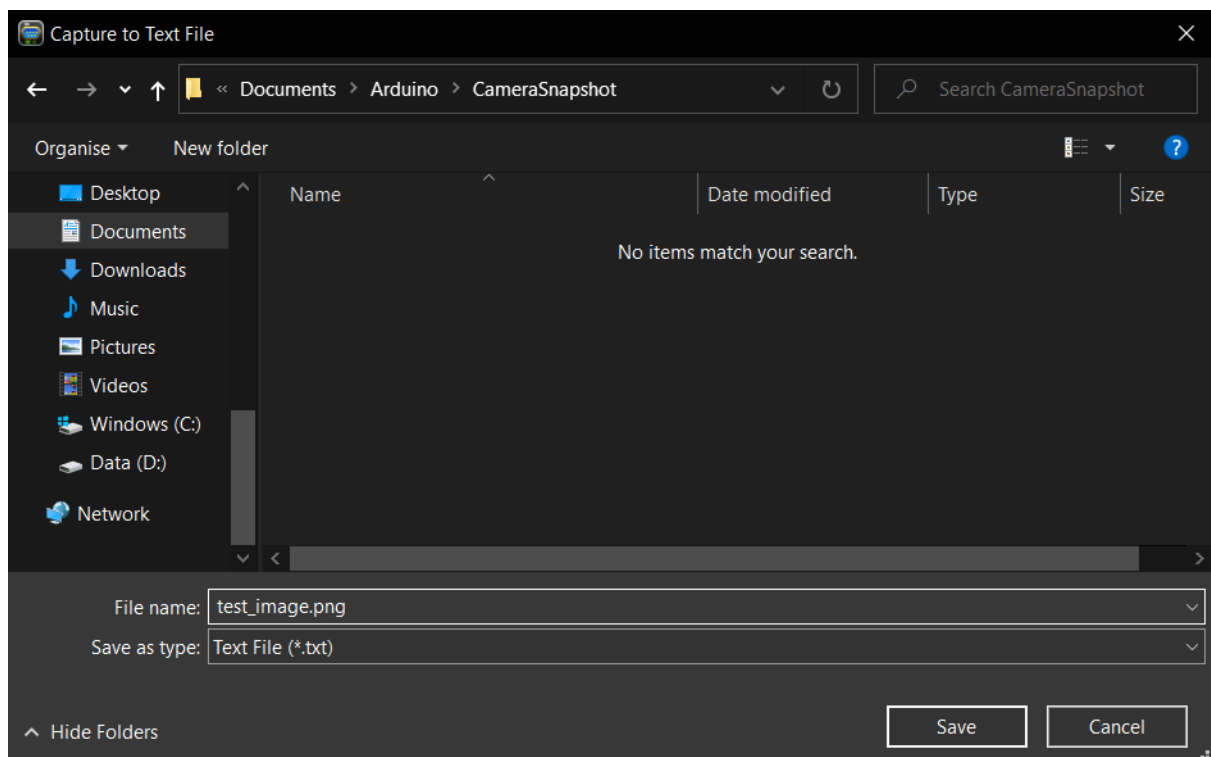 Capture to Text File
« Documents > Arduino > CameraSnapshot
Search CameraSnapshot
Organise
New folder
?
Name
Date modified
Type
Size
No items match your search.
Desktop
Documents
Downloads
Music
Pictures
Videos
Windows (C:)
Data (D:)
Network
File name: test_image.png
Save as type: Text File (*.txt)
Hide Folders
Save
Cancel